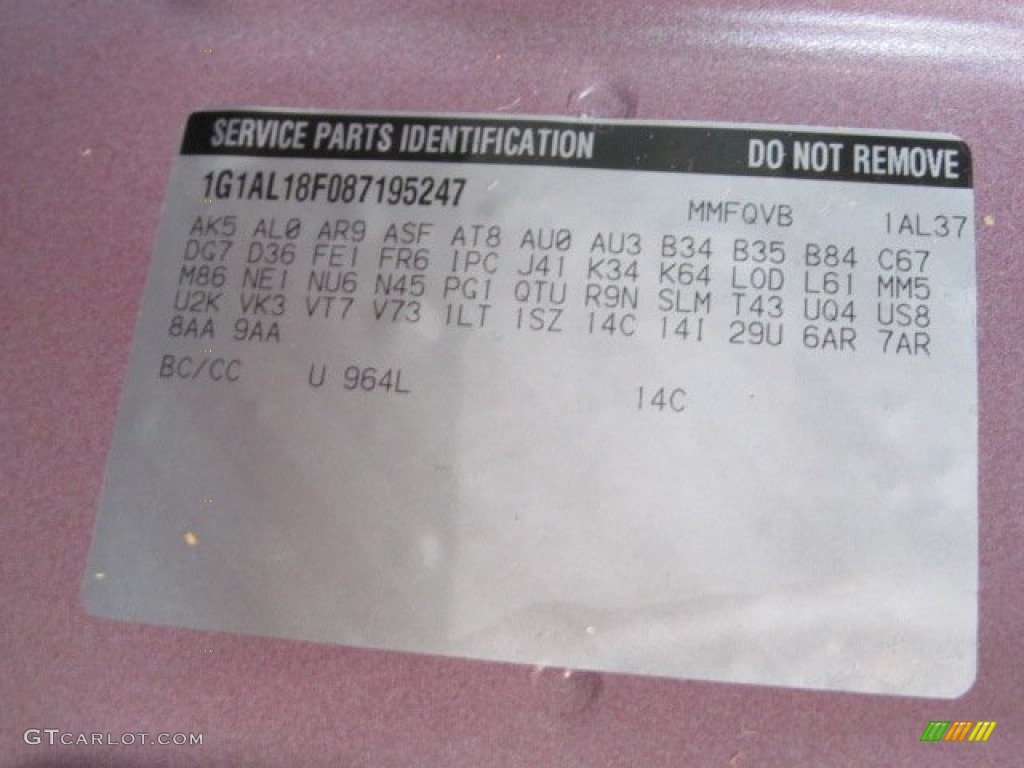 SERVICE PARTS IDENTIFICATION DO NOT REMOVE
1G1AL18F087195247 MMFQVB 1AL37
AK5 AL0 AR9 ASF AT8 AU0 AU3 B34 B35 B84 C67
DG7 D36 FE1 FR6 1PC J41 K34 K64 LOD L61 MM5
M86 NE1 NU6 N45 PG1 QTU R9N SLM T43 UQ4 US8
U2K VK3 VT7 V73 1LT 1SZ 14C 14I 29U 6AR 7AR
8AA 9AA
BC/CC U 964L 14C
GTCARLOT.COM